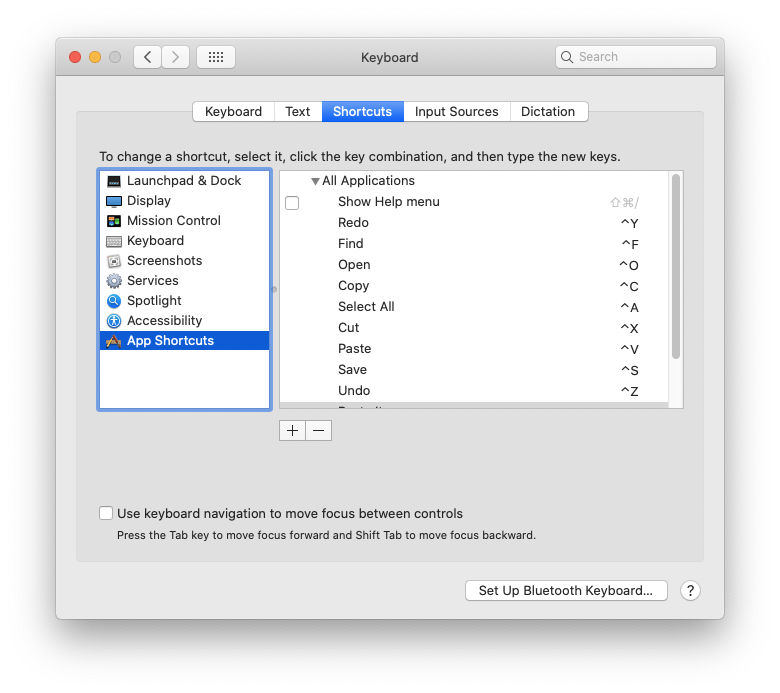 Keyboard
Search
Keyboard Text Shortcuts Input Sources Dictation
To change a shortcut, select it, click the key combination, and then type the new keys.
Launchpad & Dock
Display
Mission Control
Keyboard
Screenshots
Services
Spotlight
Accessibility
App Shortcuts
All Applications
Show Help menu ⇧⌘/
Redo ^Y
Find ^F
Open ^O
Copy ^C
Select All ^A
Cut ^X
Paste ^V
Save ^S
Undo ^Z
+ −
Use keyboard navigation to move focus between controls
Press the Tab key to move focus forward and Shift Tab to move focus backward.
Set Up Bluetooth Keyboard... ?